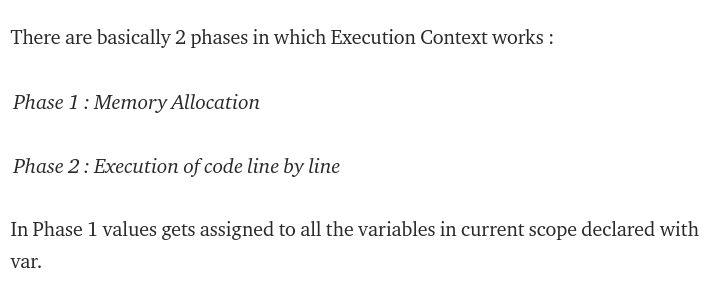 There are basically 2 phases in which Execution Context works :
Phase 1 : Memory Allocation
Phase 2 : Execution of code line by line
In Phase 1 values gets assigned to all the variables in current scope declared with
var.